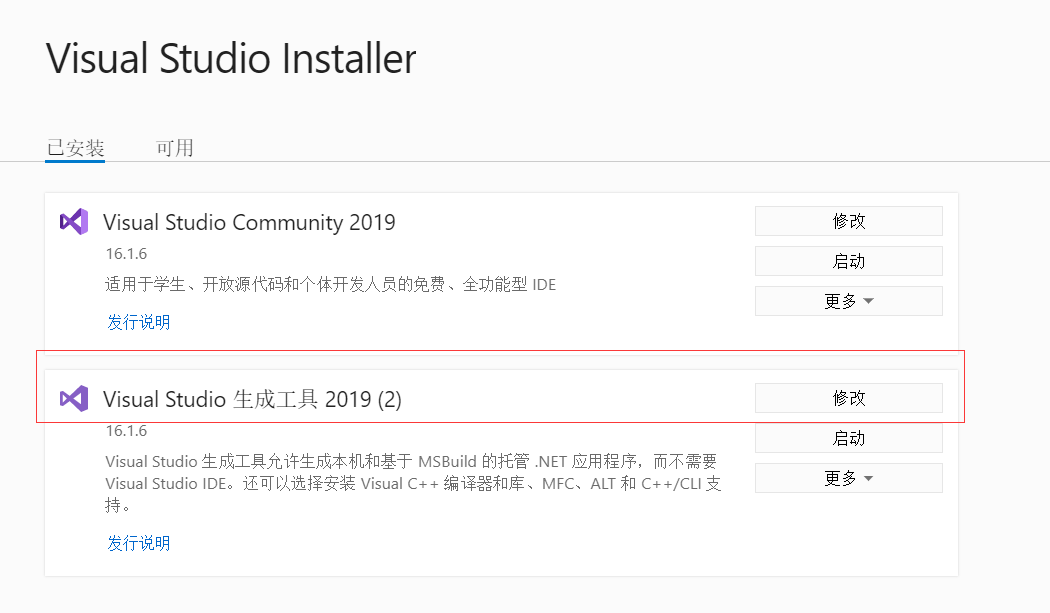 Visual Studio Installer
已安装 可用
Visual Studio Community 2019
修改
16.1.6
启动
适用于学生、开放源代码和个体开发人员的免费、全功能型 IDE
更多
发行说明
Visual Studio 生成工具 2019 (2)
修改
16.1.6
启动
Visual Studio 生成工具允许生成本机和基于 MSBuild 的托管 .NET 应用程序，而不需要
Visual Studio IDE。还可以选择安装 Visual C++ 编译器和库、MFC、ALT 和 C++/CLI 支
持。
更多
发行说明